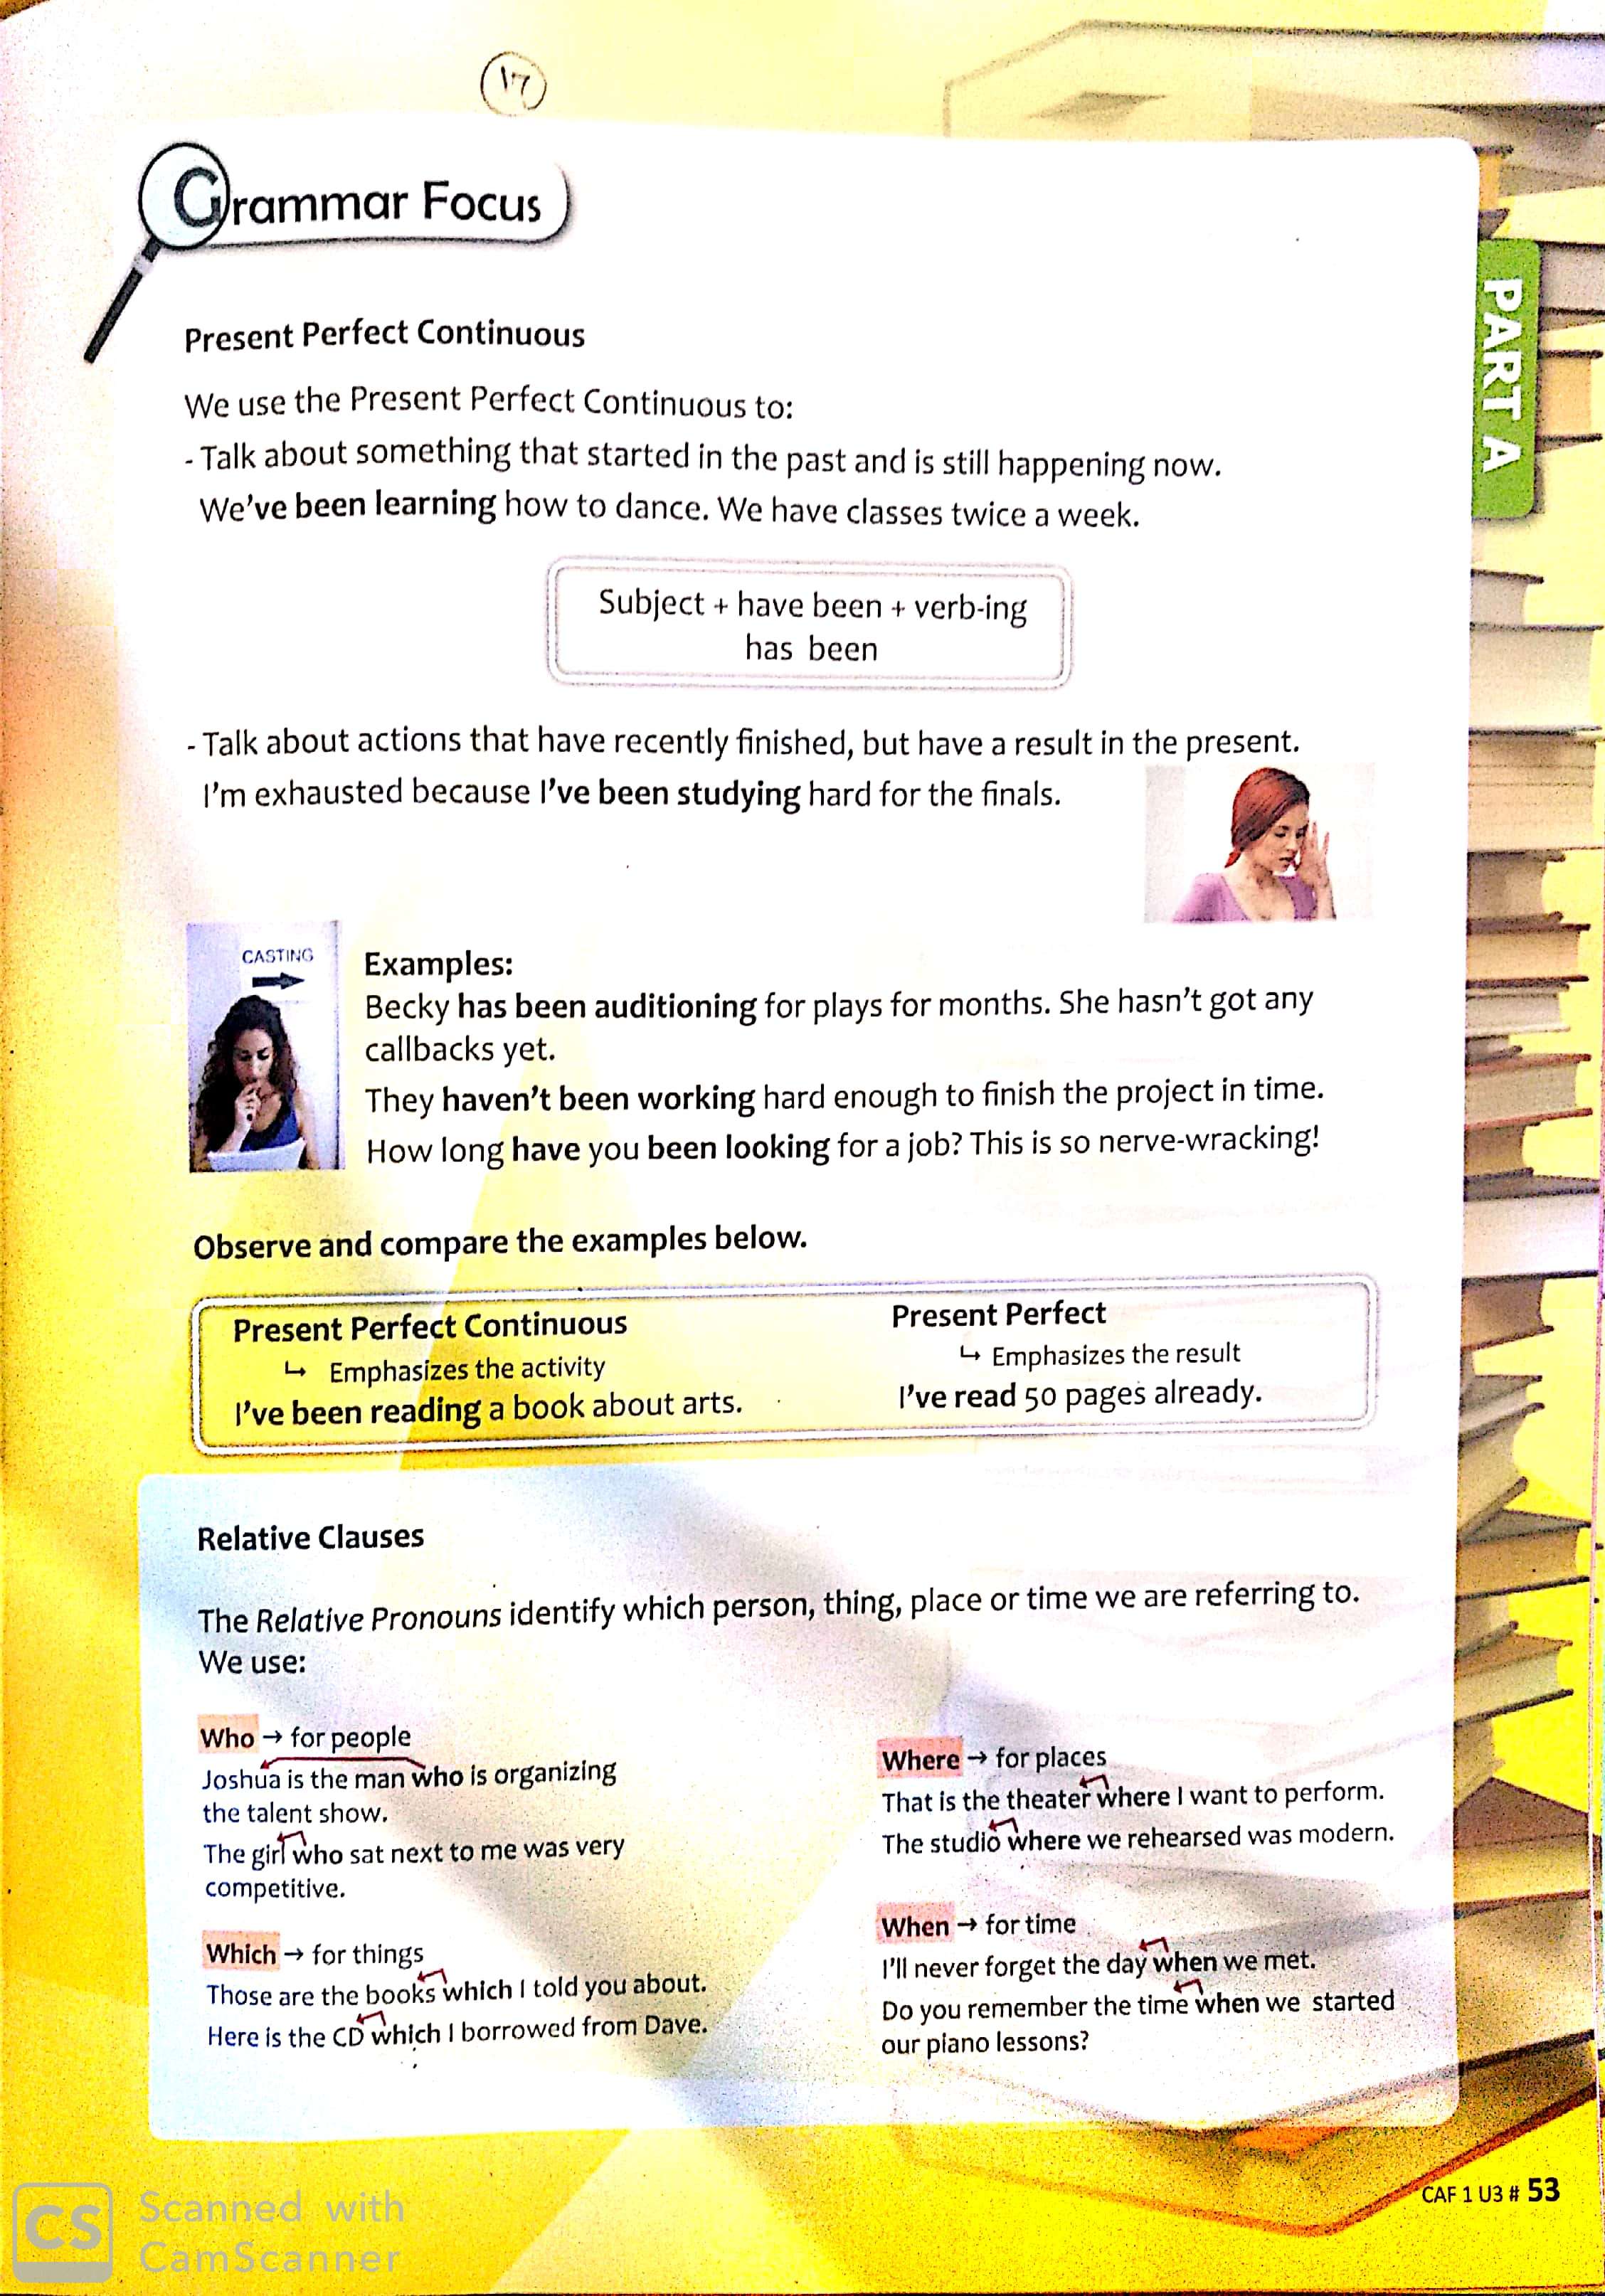 17
Grammar Focus
PART A
Present Perfect Continuous
We use the Present Perfect Continuous to:
- Talk about something that started in the past and is still happening now.
We've been learning how to dance. We have classes twice a week.
Subject + have been + verb-ing
has been
- Talk about actions that have recently finished, but have a result in the present.
I'm exhausted because I've been studying hard for the finals.
CASTING
Examples:
Becky has been auditioning for plays for months. She hasn't got any
callbacks yet.
They haven't been working hard enough to finish the project in time.
How long have you been looking for a job? This is so nerve-wracking!
Observe and compare the examples below.
Present Perfect Continuous
↳ Emphasizes the activity
I've been reading a book about arts.
Present Perfect
↳ Emphasizes the result
I've read 50 pages already.
Relative Clauses
The Relative Pronouns identify which person, thing, place or time we are referring to.
We use:
Who → for people
Joshua is the man who is organizing
the talent show.
The girl who sat next to me was very
competitive.
Which → for things
Those are the books which I told you about.
Here is the CD which I borrowed from Dave.
Where → for places
That is the theater where I want to perform.
The studio where we rehearsed was modern.
When → for time
I'll never forget the day when we met.
Do you remember the time when we started
our piano lessons?
CAF 1 U3 # 53
CS
Scanned with
CamScanner